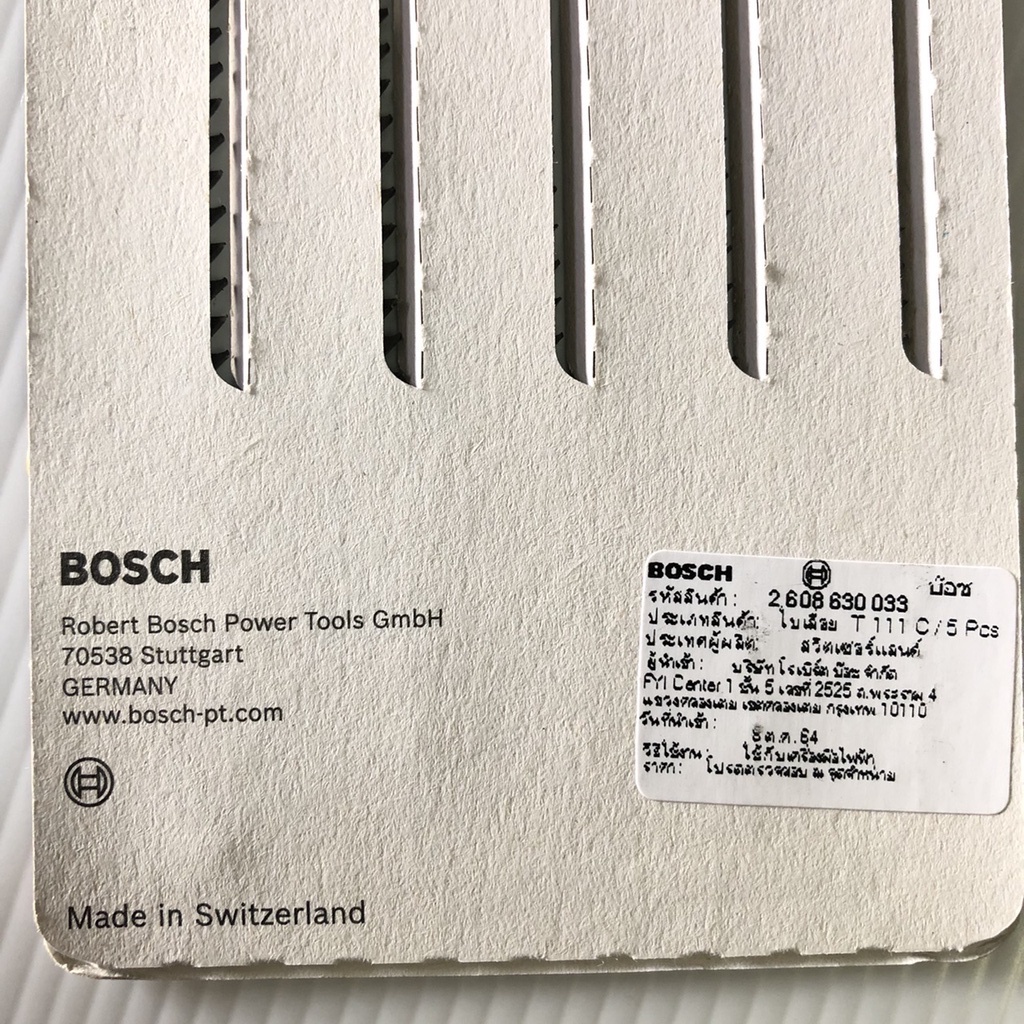 BOSCH
Robert Bosch Power Tools GmbH
70538 Stuttgart
GERMANY
www.bosch-pt.com
Made in Switzerland
BOSCH บ๊อช
รหัสสินค้า : 2 608 630 033
ประเภทสินค้า: ใบเลื่อย T 111 C / 5 Pcs
ประเทศผู้ผลิต: สวิตเซอร์แลนด์
ผู้นำเข้า : บริษัท โรเบิร์ต บ๊อช จำกัด
FYI Center 1 ชั้น 5 เลขที่ 2525 ถ.พระราม 4
แขวงคลองเตย เขตคลองเตย กรุงเทพ 10110
วันที่นำเข้า : 8 ต.ค. 64
วิธีใช้งาน : ใช้กับเครื่องมือไฟฟ้า
ราคา : โปรดตรวจสอบ ณ จุดจำหน่าย